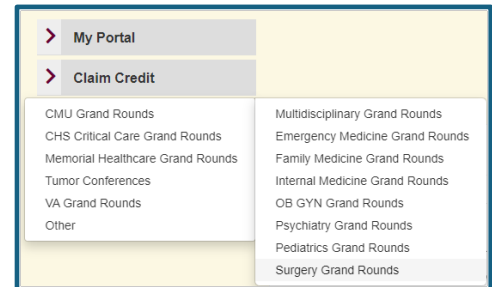 My Portal
Claim Credit
CMU Grand Rounds
CHS Critical Care Grand Rounds
Memorial Healthcare Grand Rounds
Tumor Conferences
VA Grand Rounds
Other
Multidisciplinary Grand Rounds
Emergency Medicine Grand Rounds
Family Medicine Grand Rounds
Internal Medicine Grand Rounds
OB GYN Grand Rounds
Psychiatry Grand Rounds
Pediatrics Grand Rounds
Surgery Grand Rounds